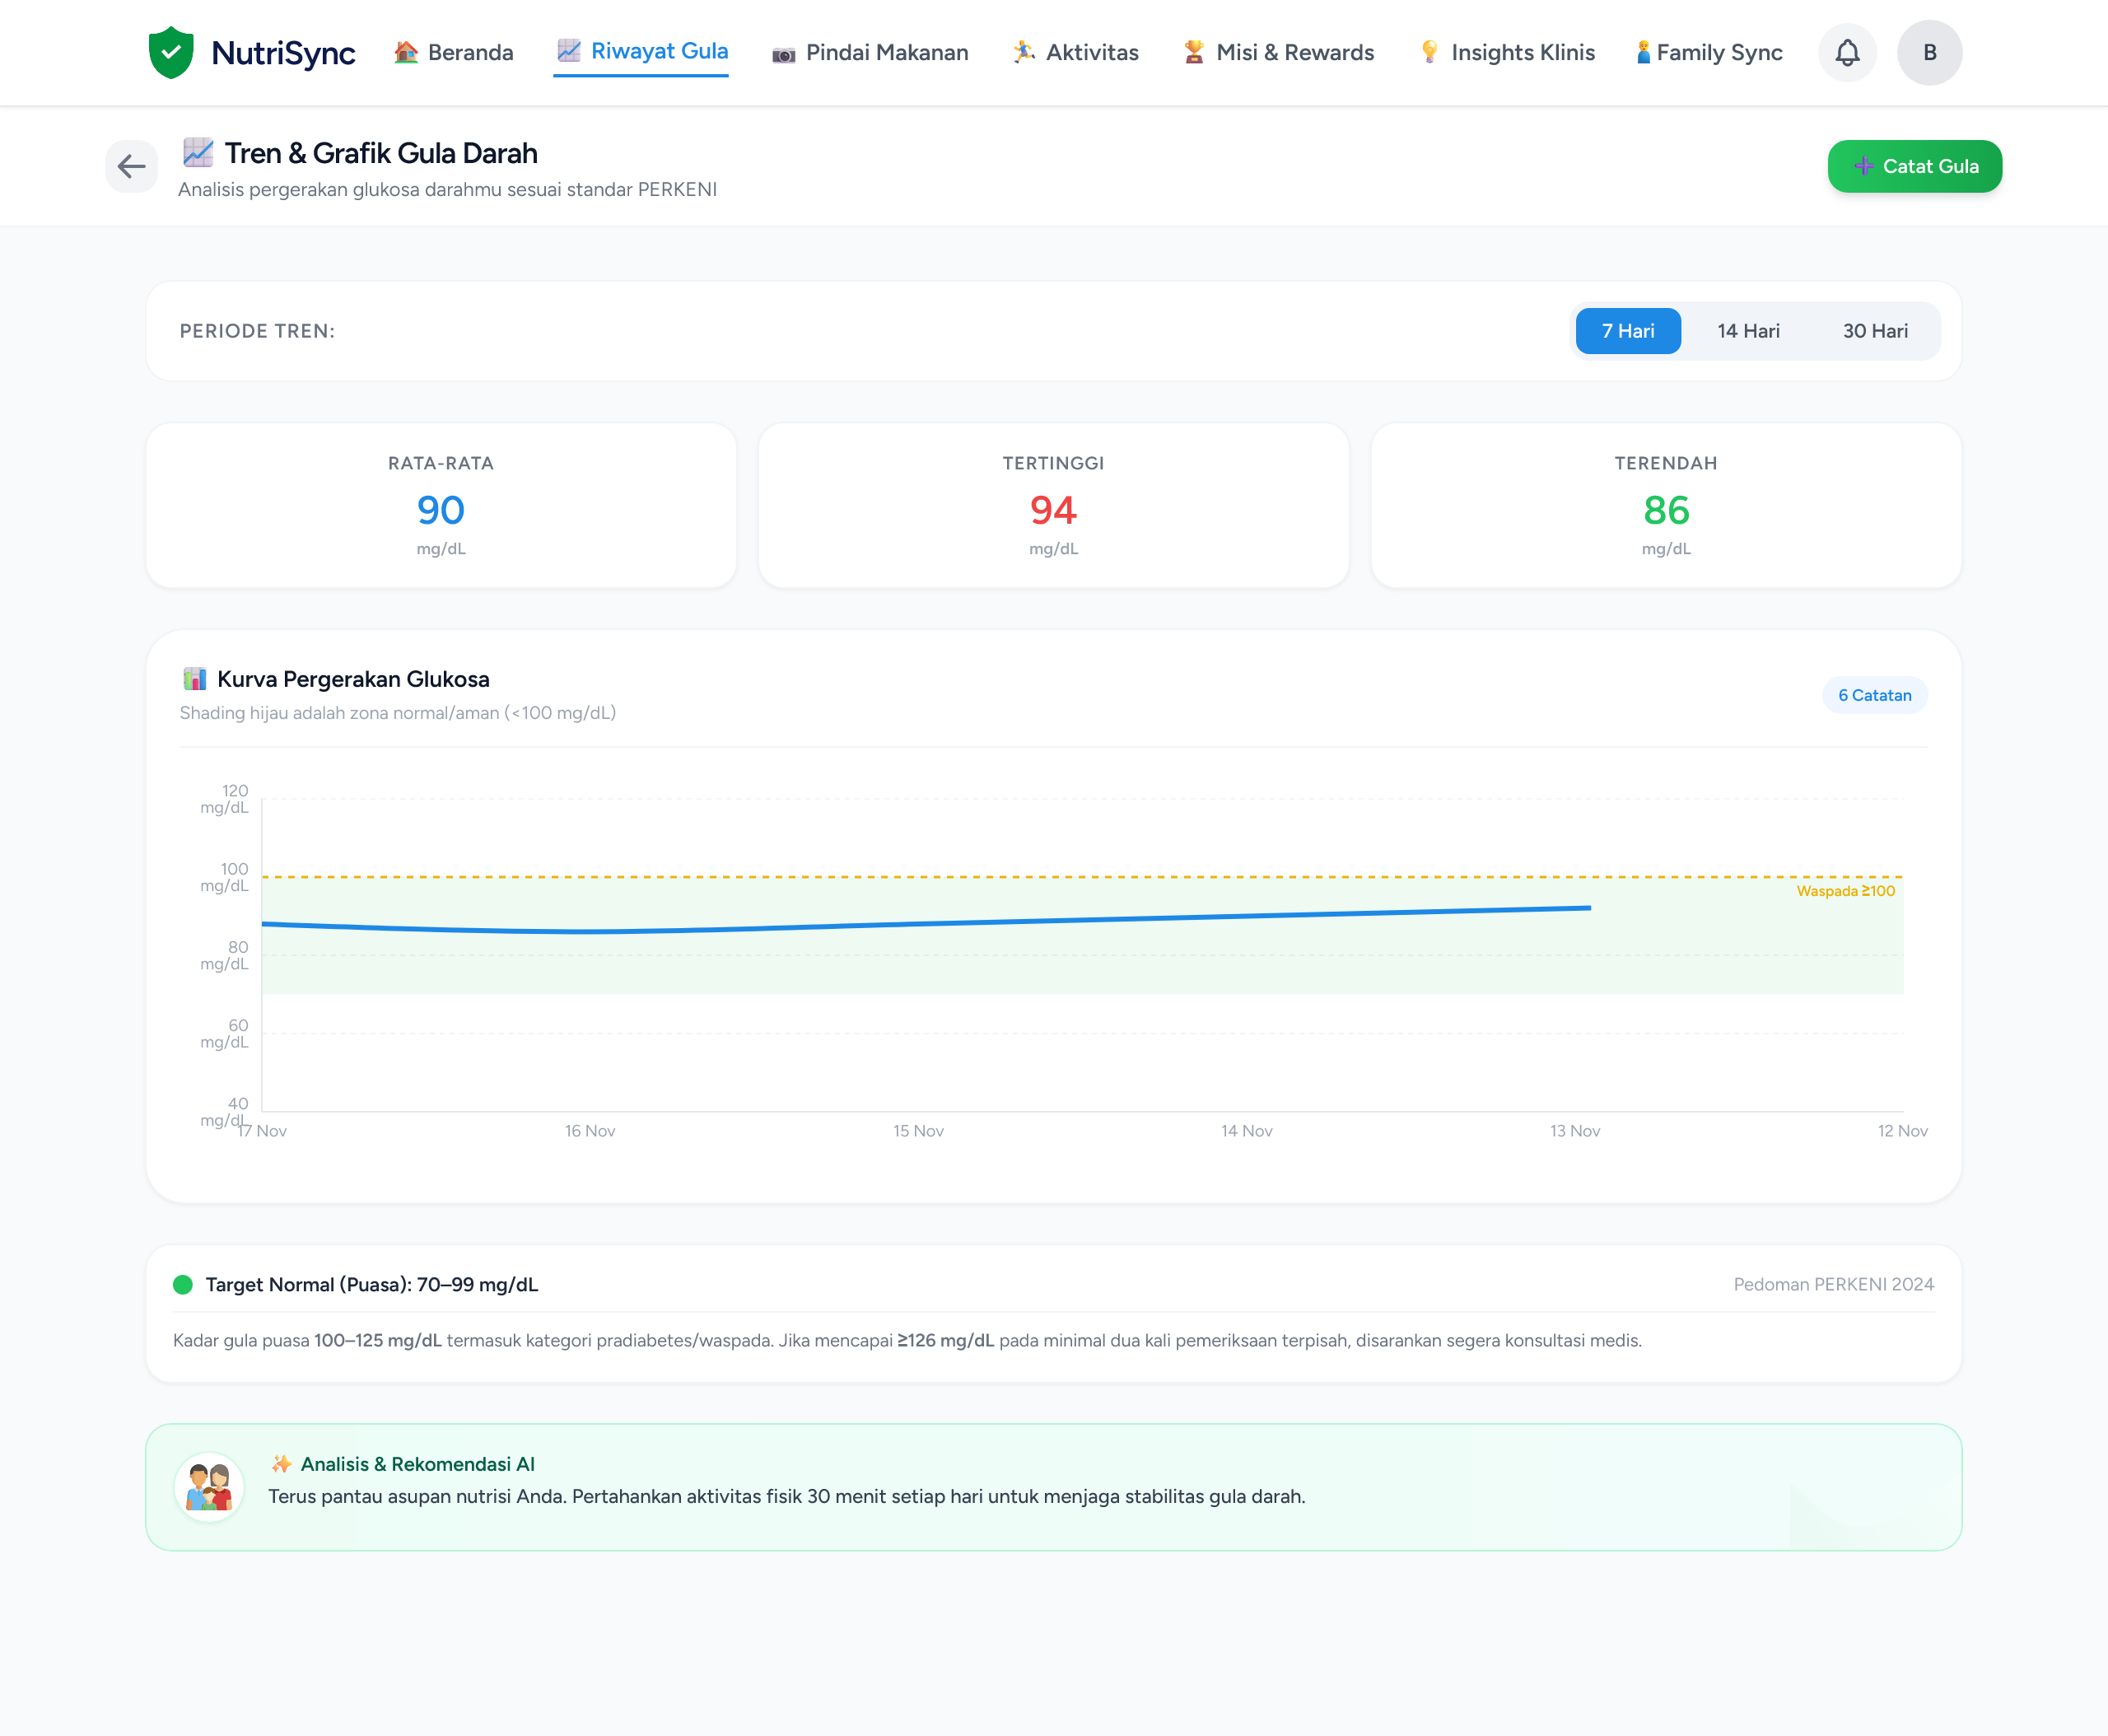 NutriSync
Beranda
Riwayat Gula
Pindai Makanan
Aktivitas
Misi & Rewards
Insights Klinis
Family Sync
B
Tren & Grafik Gula Darah
Analisis pergerakan glukosa darahmu sesuai standar PERKENI
Catat Gula
PERIODE TREN:
7 Hari
14 Hari
30 Hari
RATA-RATA
90
mg/dL
TERTINGGI
94
mg/dL
TERENDAH
86
mg/dL
Kurva Pergerakan Glukosa
Shading hijau adalah zona normal/aman (<100 mg/dL)
6 Catatan
120
mg/dL
100
mg/dL
Waspada ≥100
80
mg/dL
60
mg/dL
40
mg/dL
17 Nov
16 Nov
15 Nov
14 Nov
13 Nov
12 Nov
Target Normal (Puasa): 70–99 mg/dL
Pedoman PERKENI 2024
Kadar gula puasa 100–125 mg/dL termasuk kategori pradiabetes/waspada. Jika mencapai ≥126 mg/dL pada minimal dua kali pemeriksaan terpisah, disarankan segera konsultasi medis.
Analisis & Rekomendasi AI
Terus pantau asupan nutrisi Anda. Pertahankan aktivitas fisik 30 menit setiap hari untuk menjaga stabilitas gula darah.